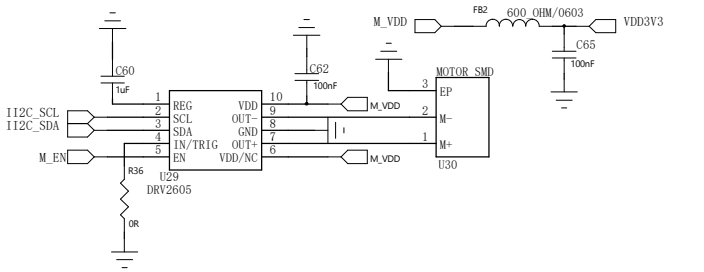 FB2 600_OHM/0603
M_VDD VDD3V3
C65
100nF
C60
1uF
C62
100nF
MOTOR_SMD
3 EP
2 M-
1 M+
U30
II2C_SCL
II2C_SDA
M_EN
1 REG
2 SCL
3 SDA
4 IN/TRIG
5 EN
VDD 10
OUT- 9
GND 8
OUT+ 7
VDD/NC 6
M_VDD
M_VDD
U29
DRV2605
R36
0R